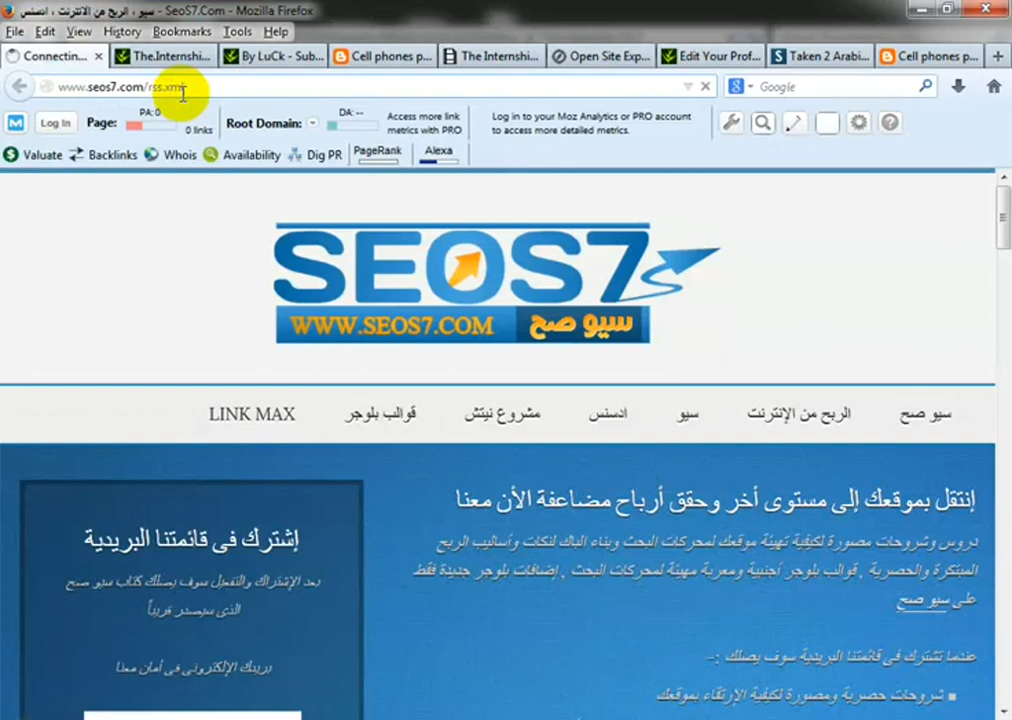 سيو ، الربح من الانترنت ، ادسنس - SeoS7.Com - Mozilla Firefox
File Edit View History Bookmarks Tools Help
Connectin...
The.Internshi...
By LuCk - Sub...
Cell phones p...
The Internshi...
Open Site Exp...
Edit Your Prof...
Taken 2 Arabi...
Cell phones p...
www.seos7.com/rss.xml
Google
Log In
Page:
PA: 0
0 links
Root Domain:
DA: --
Access more link
metrics with PRO
Log in to your Moz Analytics or PRO account
to access more detailed metrics.
Valuate Backlinks Whois Availability Dig PR PageRank Alexa
SEOS7
WWW.SEOS7.COM سيو صح
سيو صح
الربح من الإنترنت
سيو
ادسنس
مشروع نيتش
قوالب بلوجر
LINK MAX
إنتقل بموقعك إلى مستوى أخر وحقق أرباح مضاعفة الأن معنا
دروس وشروحات مصورة لكيفية تهيئة موقعك لمحركات البحث وبناء الباك لنكات وأساليب الربح
المبتكرة والحصرية , قوالب بلوجر أجنبية ومعربة مهيئة لمحركات البحث , إضافات بلوجر جديدة فقط
على سيو صح
عندما تشترك فى قائمتنا البريدية سوف يصلك :-
شروحات حصرية ومصورة لكيفية الإرتقاء بموقعك
إشترك فى قائمتنا البريدية
بعد الإشتراك والتفعيل سوف يصلك كتاب سيو صح
الذى سيصدر قريباً
بريدك الإلكترونى فى أمان معنا